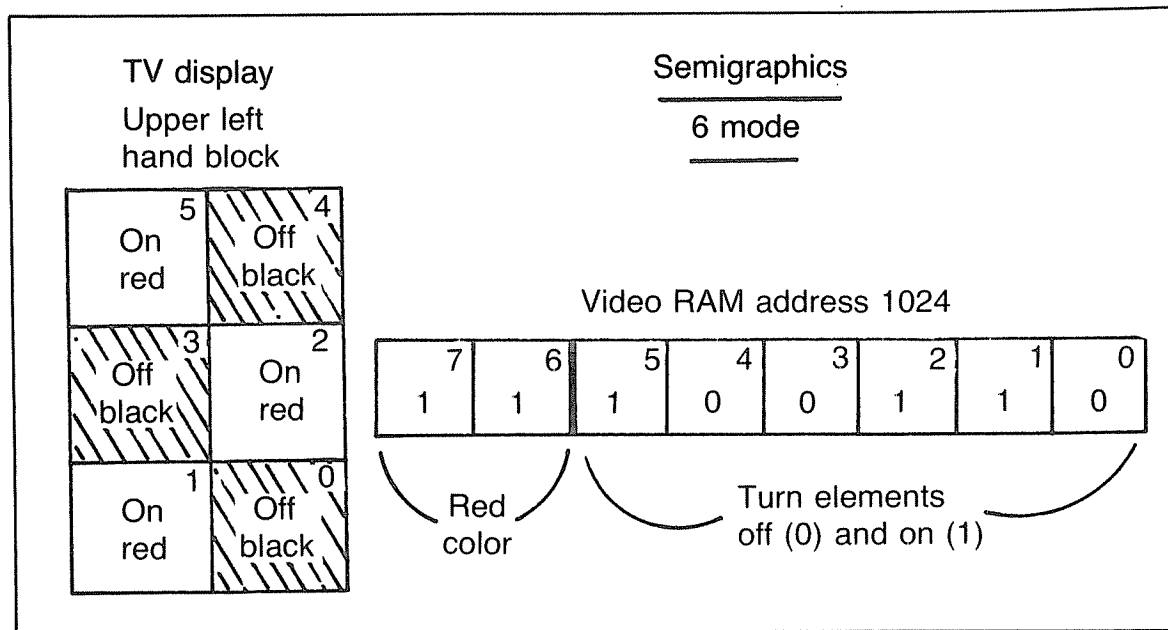 TV display
Upper left
hand block
Semigraphics
6 mode
5
On
red
4
Off
black
3
Off
black
2
On
red
1
On
red
0
Off
black
Video RAM address 1024
7 6 5 4 3 2 1 0
1 1 1 0 0 1 1 0
Red
color
Turn elements
off (0) and on (1)